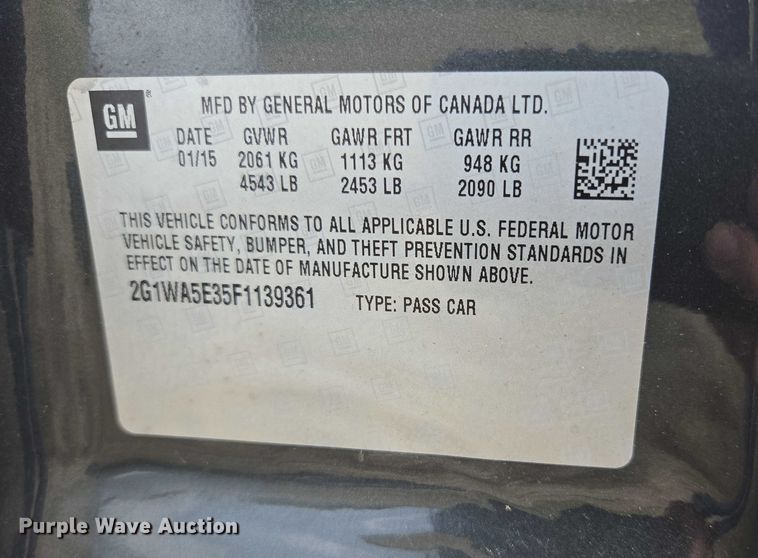 GM
MFD BY GENERAL MOTORS OF CANADA LTD.
DATE GVWR GAWR FRT GAWR RR
01/15 2061 KG 1113 KG 948 KG
4543 LB 2453 LB 2090 LB
THIS VEHICLE CONFORMS TO ALL APPLICABLE U.S. FEDERAL MOTOR
VEHICLE SAFETY, BUMPER, AND THEFT PREVENTION STANDARDS IN
EFFECT ON THE DATE OF MANUFACTURE SHOWN ABOVE.
2G1WA5E35F1139361 TYPE: PASS CAR
Purple Wave Auction